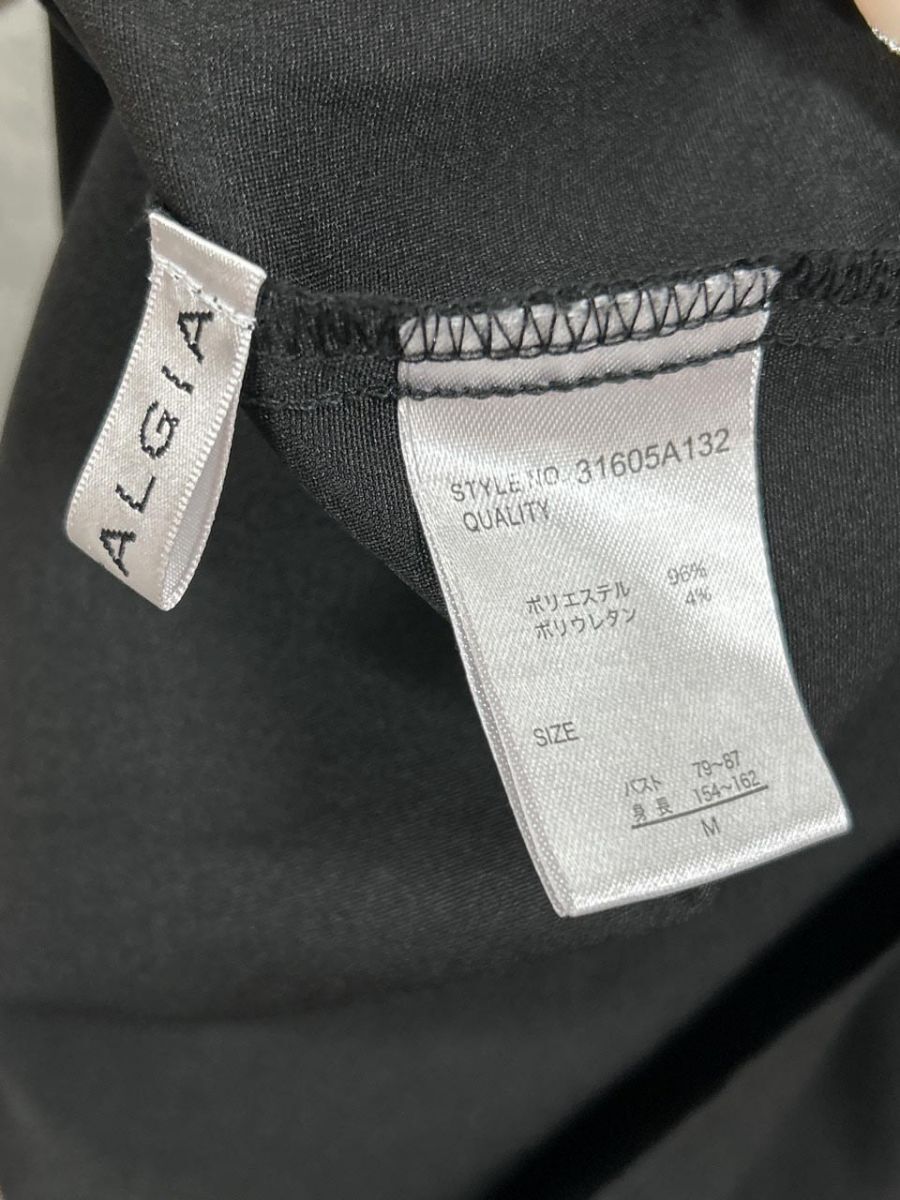 ALGIA
STYLE NO. 31605A132
QUALITY
ポリエステル 96%
ポリウレタン 4%
SIZE
バスト 79~87
身長 154~162
M